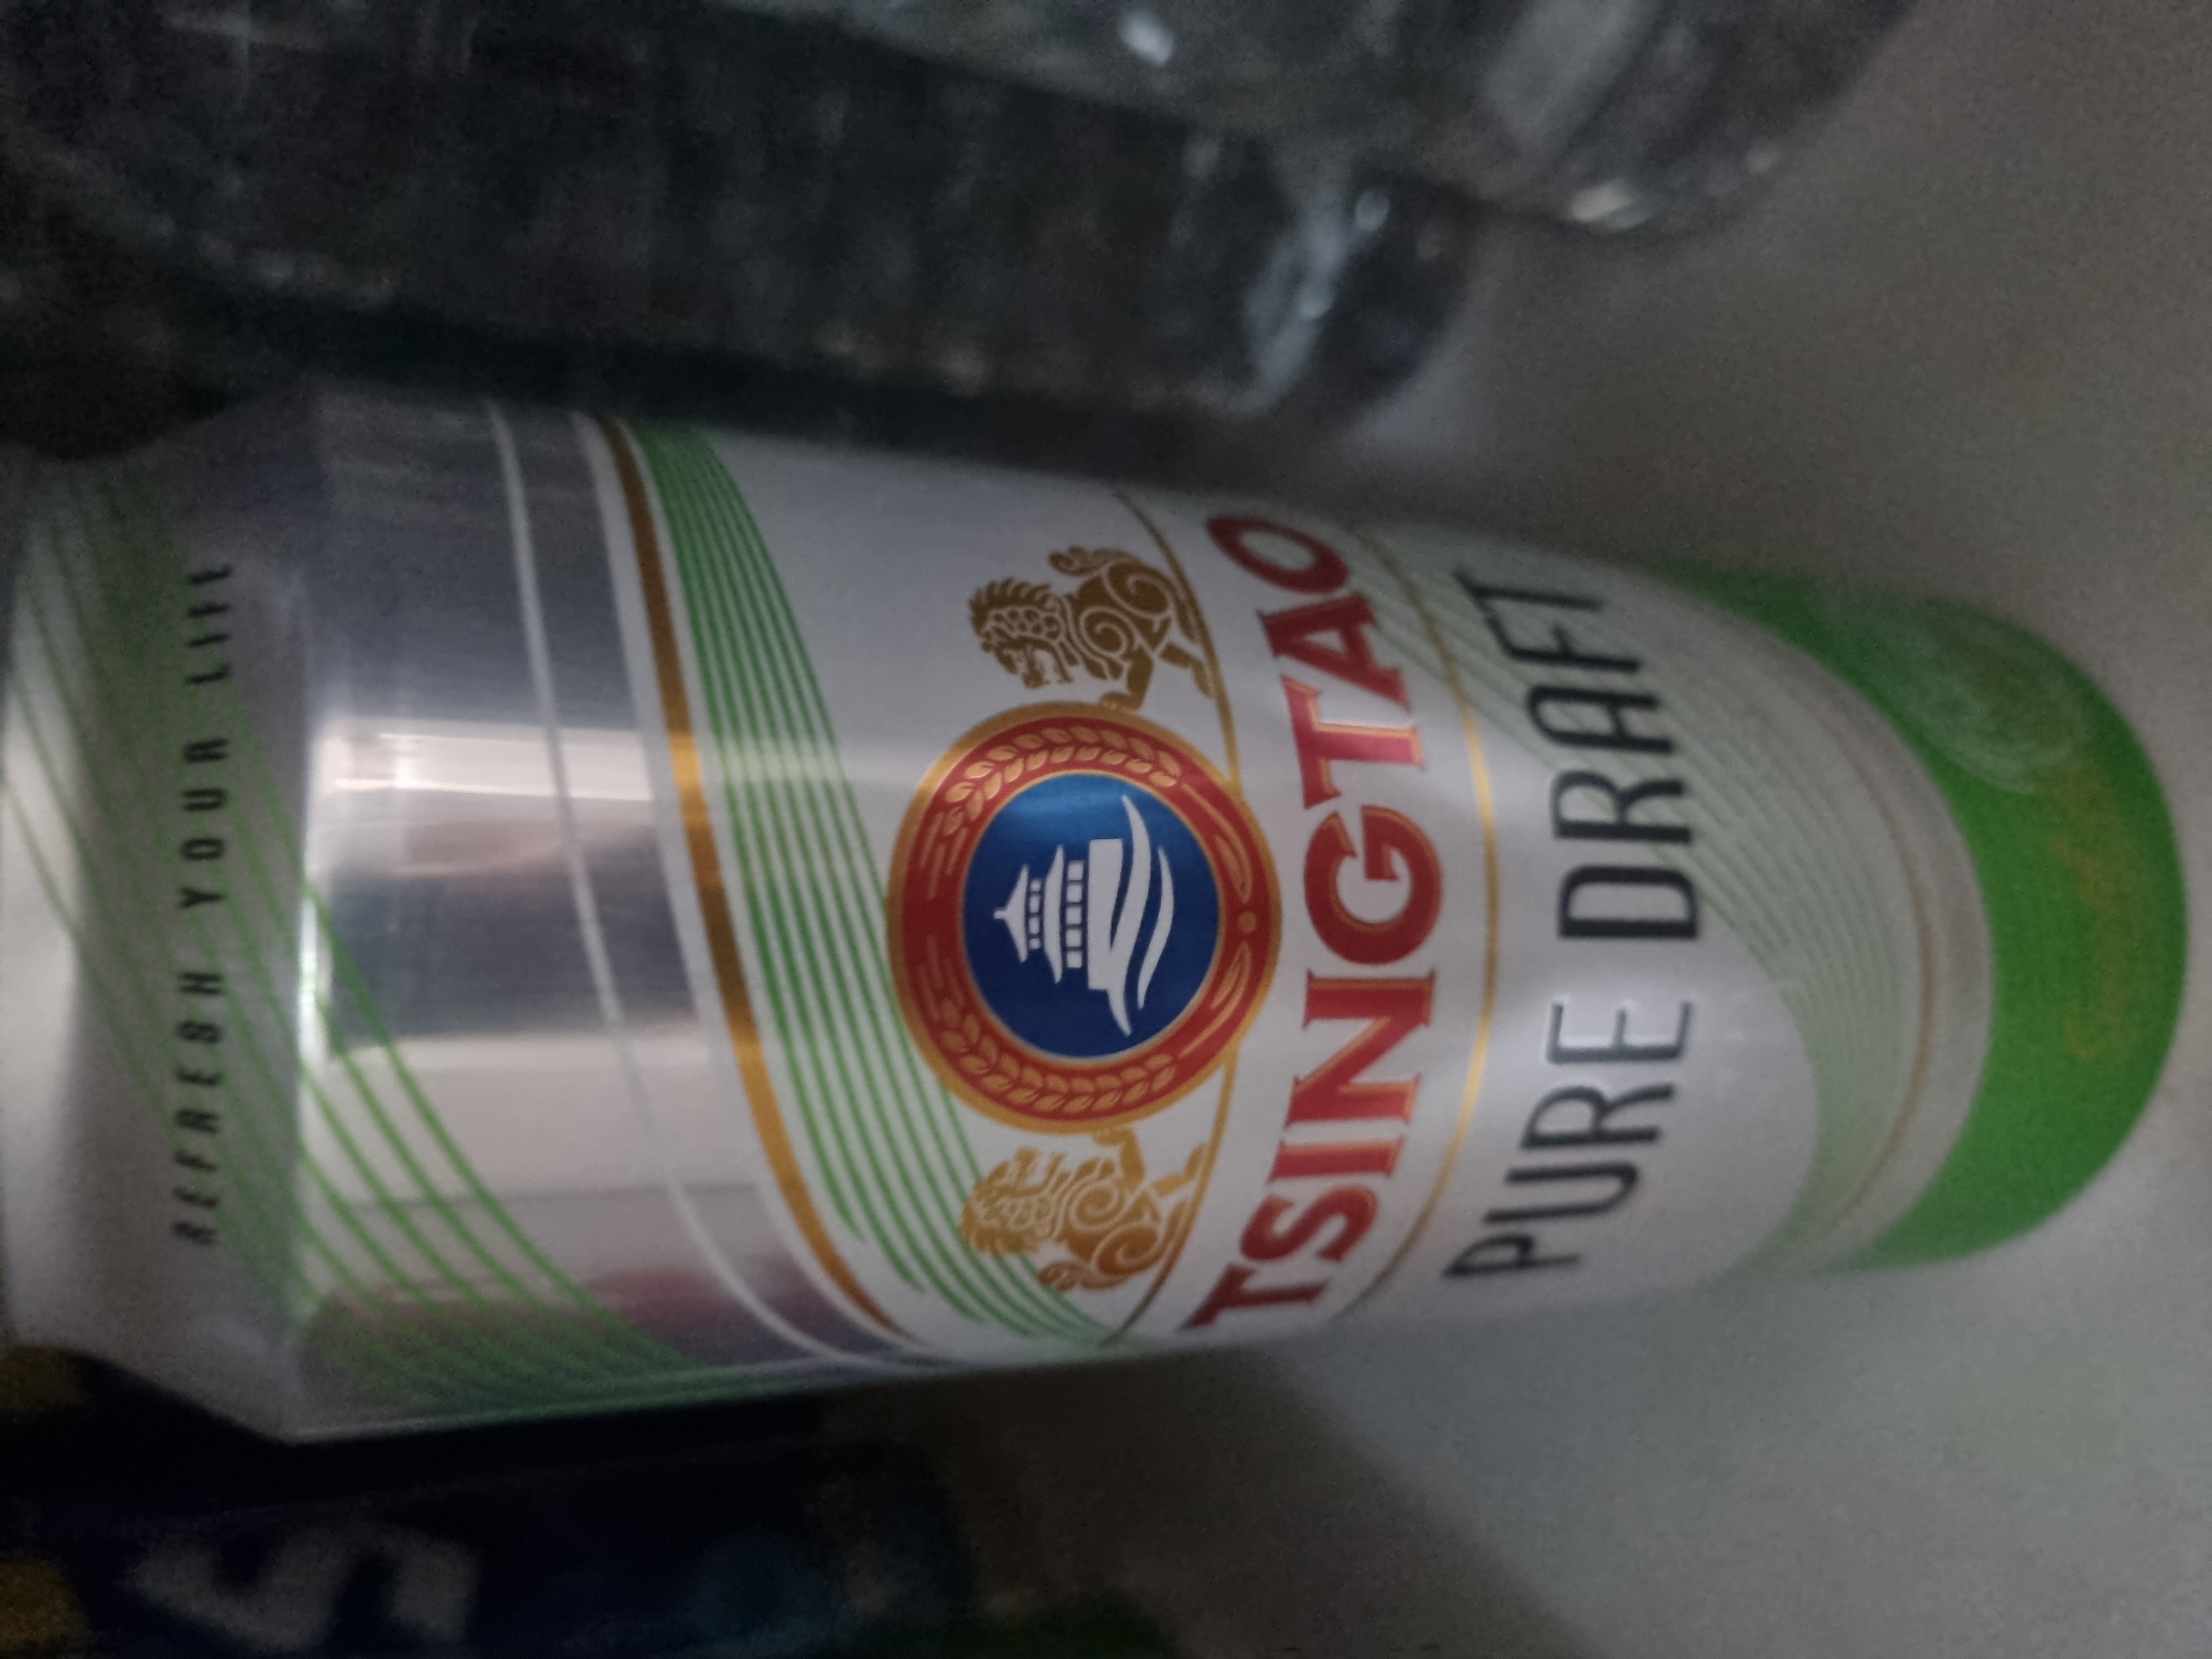 REFRESH YOUR LIFE
TSINGTAO
PURE DRAFT